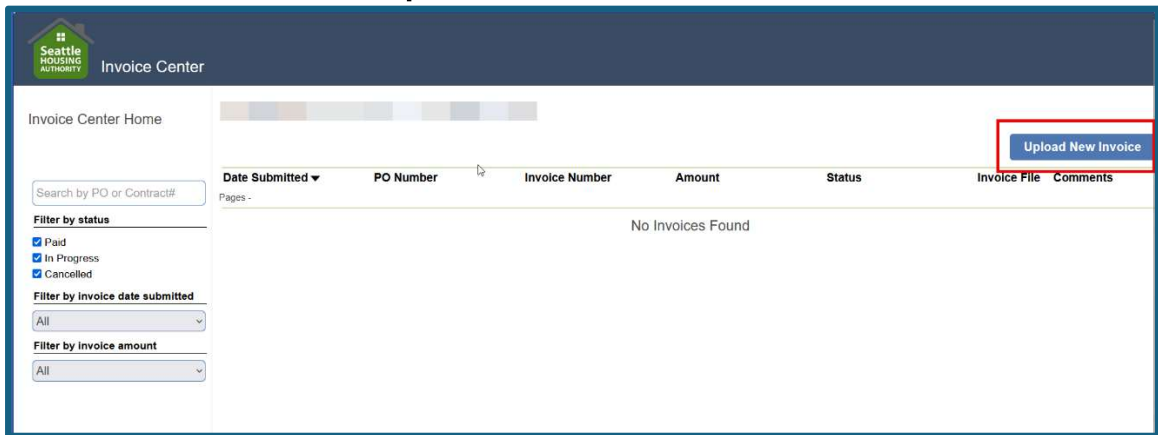 Seattle
HOUSING
AUTHORITY
Invoice Center
Invoice Center Home
Upload New Invoice
Search by PO or Contract#
Filter by status
Paid
In Progress
Cancelled
Filter by invoice date submitted
All
Filter by invoice amount
All
Date Submitted PO Number Invoice Number Amount Status Invoice File Comments
Pages -
No Invoices Found